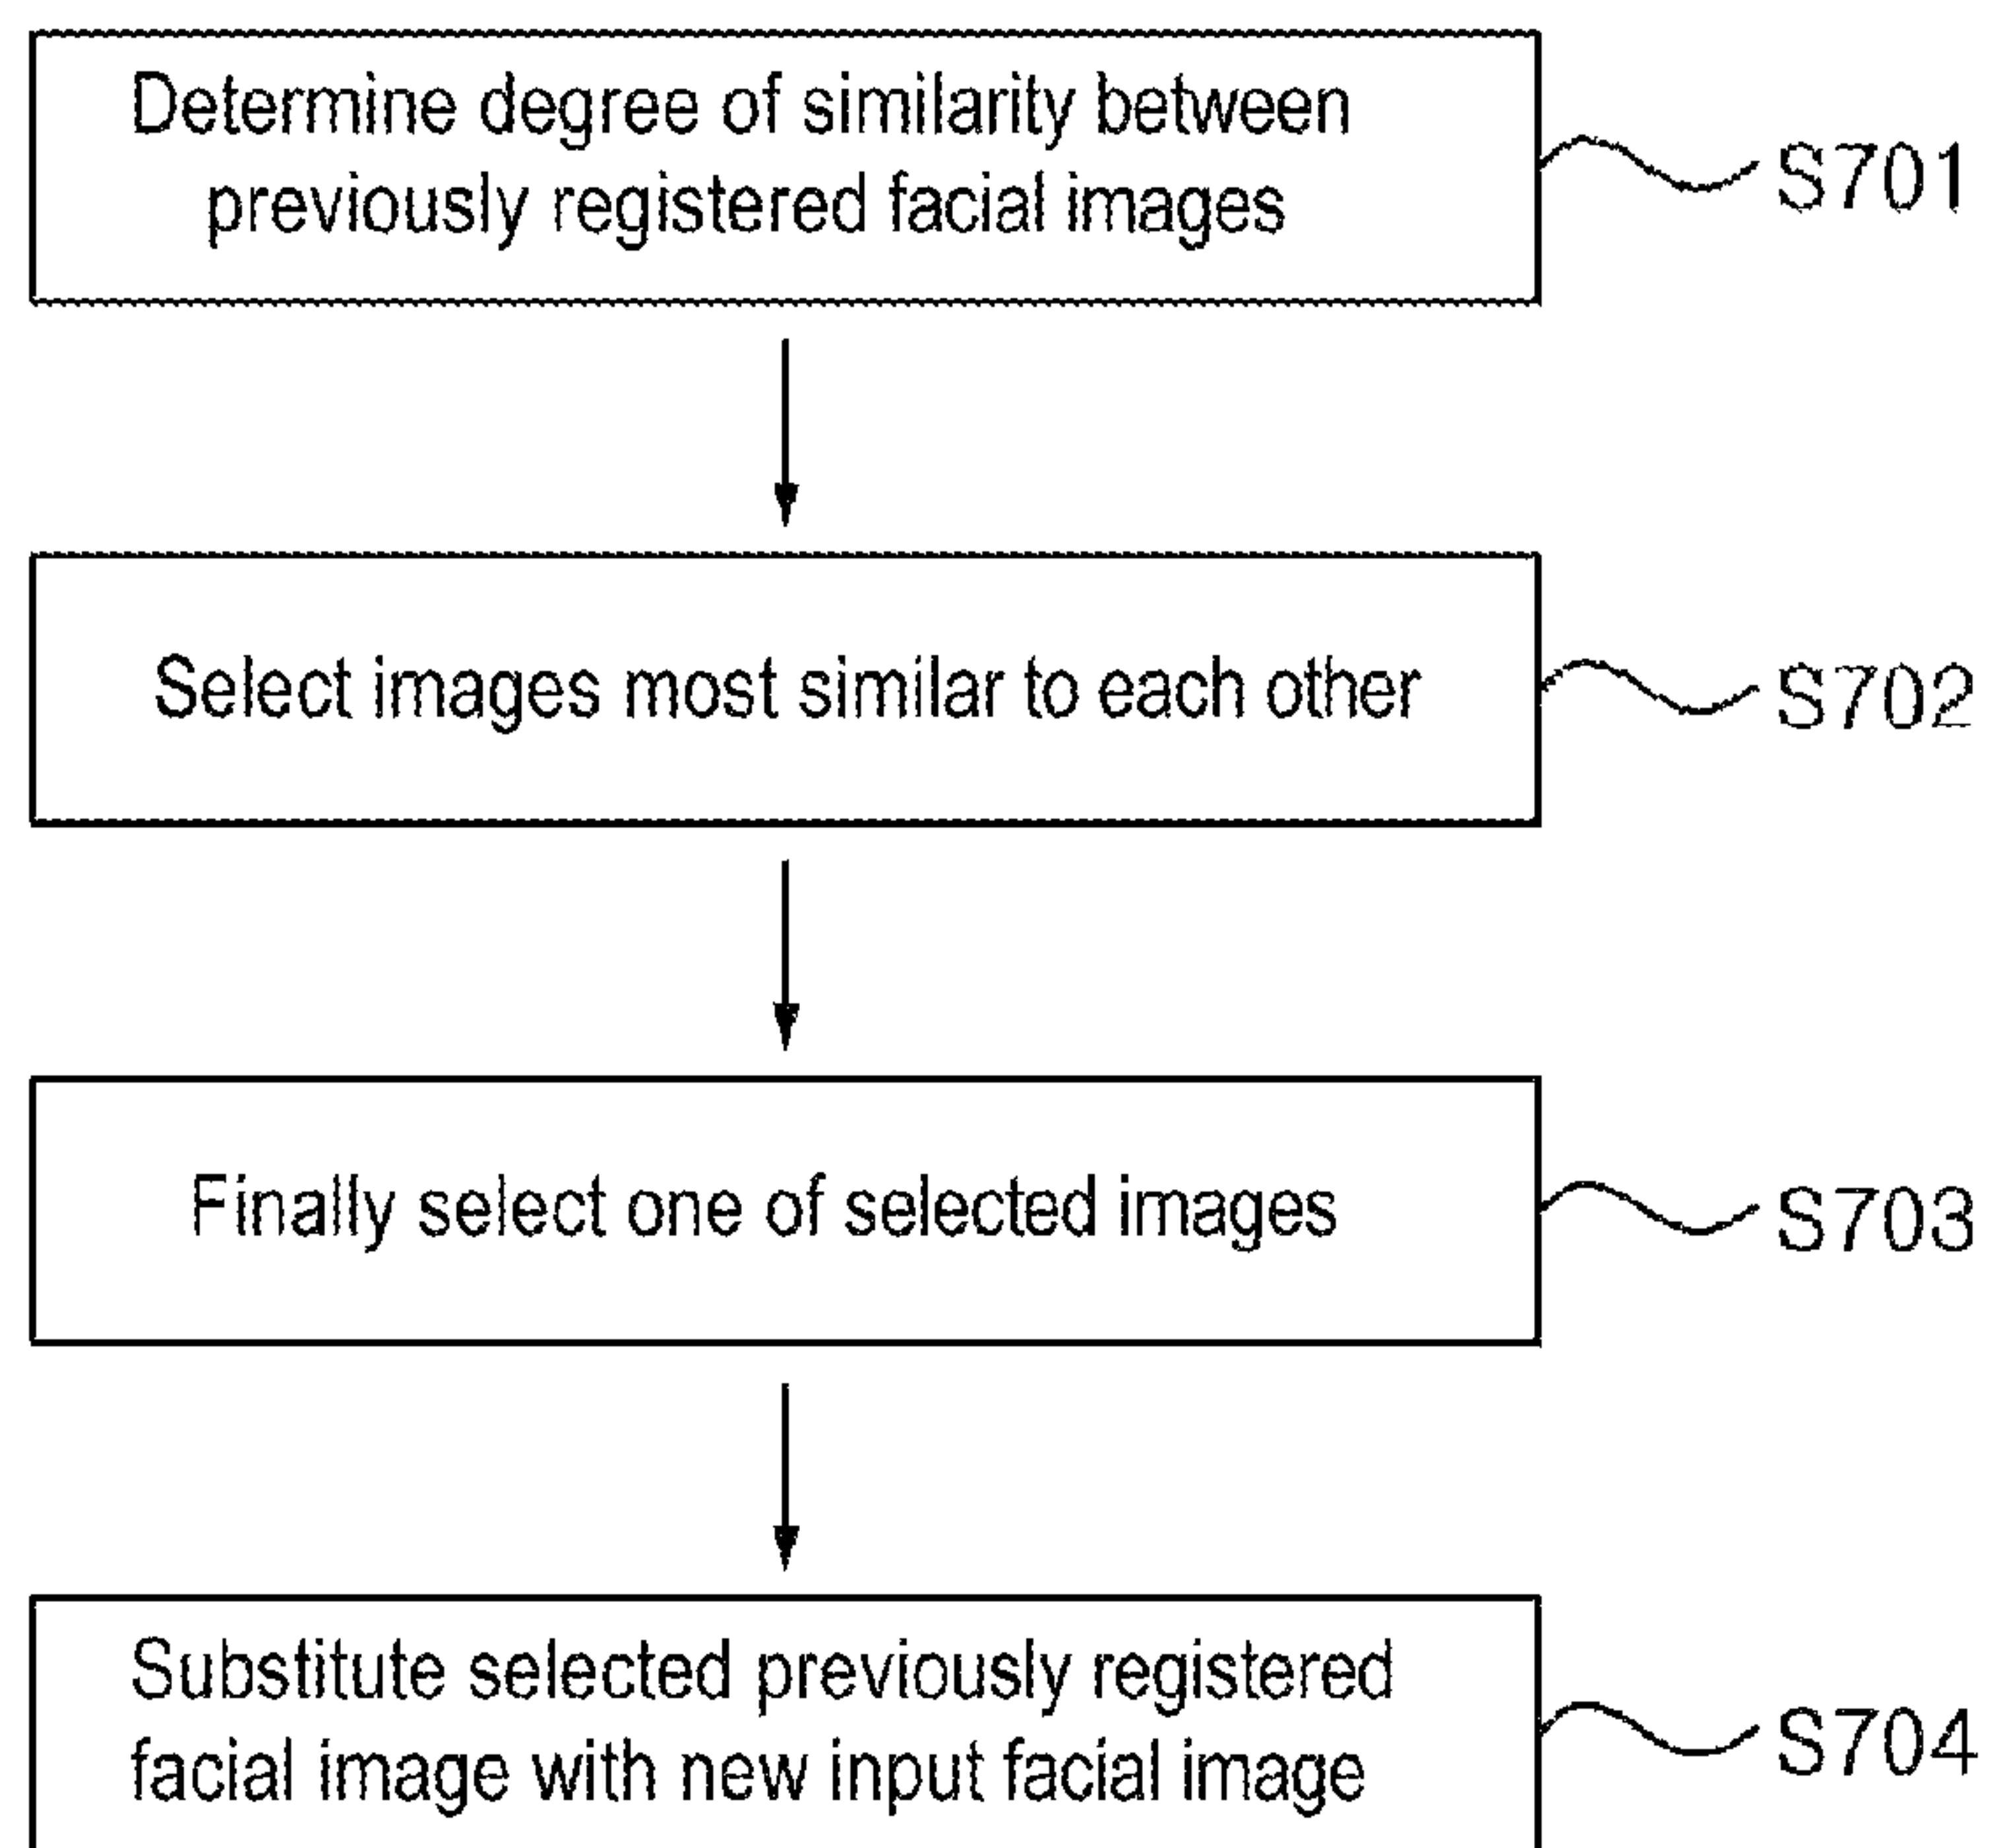 Determine degree of similarity between
previously registered facial images
S701
Select images most similar to each other
S702
Finally select one of selected images
S703
Substitute selected previously registered
facial image with new input facial image
S704